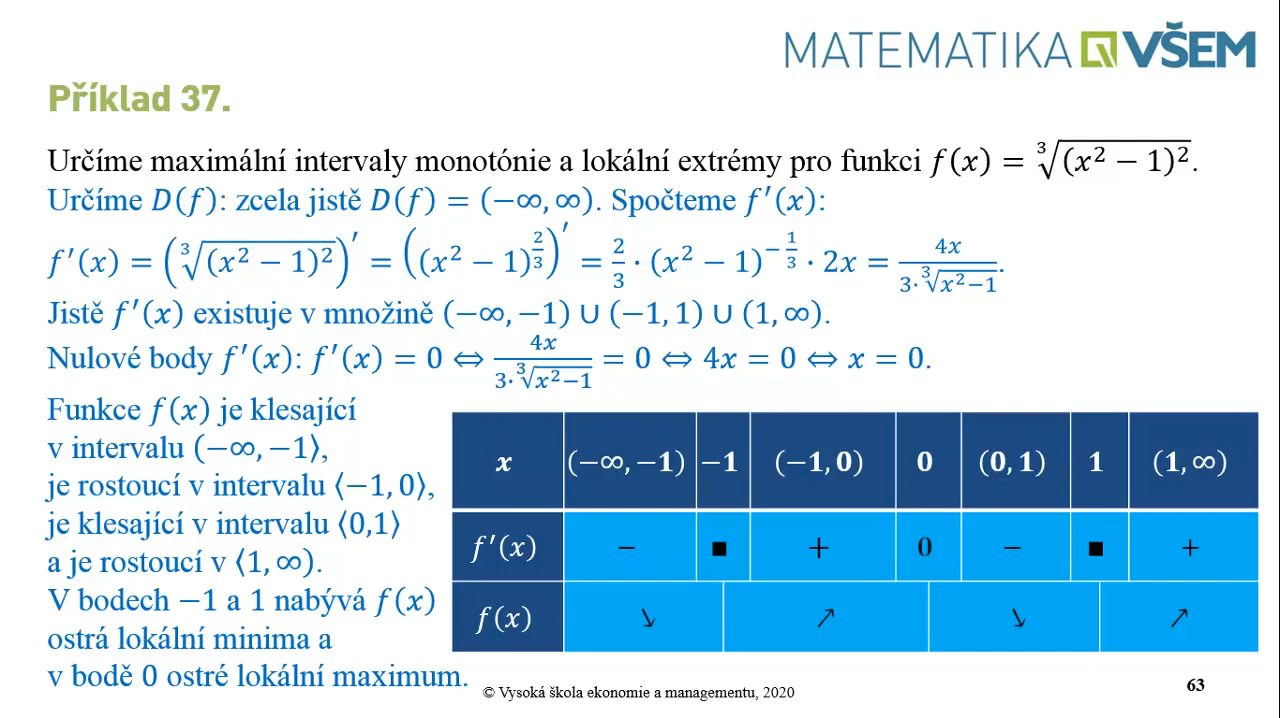 MATEMATIKA VŠEM
Příklad 37.
Určíme maximální intervaly monotónie a lokální extrémy pro funkci f(x) = ∛((x² − 1)²).
Určíme D(f): zcela jistě D(f) = (−∞, ∞). Spočteme f′(x):
f′(x) = (∛((x² − 1)²))′ = ((x² − 1)^(2/3))′ = 2/3 · (x² − 1)^(−1/3) · 2x = 4x/(3·∛(x²−1)).
Jistě f′(x) existuje v množině (−∞, −1) ∪ (−1, 1) ∪ (1, ∞).
Nulové body f′(x): f′(x) = 0 ⇔ 4x/(3·∛(x²−1)) = 0 ⇔ 4x = 0 ⇔ x = 0.
Funkce f(x) je klesající
v intervalu (−∞, −1⟩,
je rostoucí v intervalu ⟨−1, 0⟩,
je klesající v intervalu ⟨0,1⟩
a je rostoucí v ⟨1, ∞).
V bodech −1 a 1 nabývá f(x)
ostrá lokální minima a
v bodě 0 ostré lokální maximum.
x (−∞, −1) −1 (−1, 0) 0 (0, 1) 1 (1, ∞)
f′(x) − ■ + 0 − ■ +
f(x) ↘ ↗ ↘ ↗
© Vysoká škola ekonomie a managementu, 2020
63